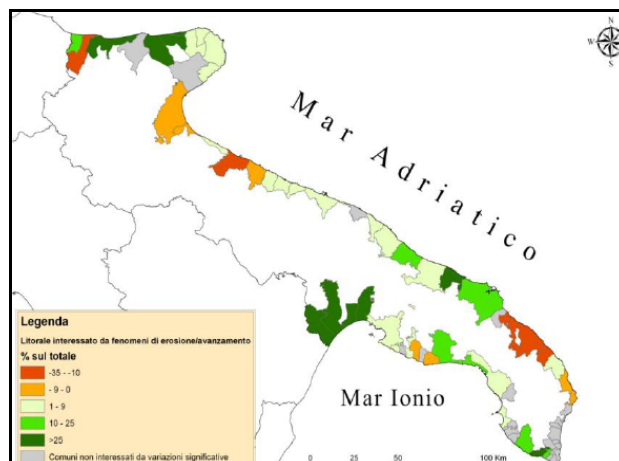 N
W E
S
Mar Adriatico
Mar Ionio
Legenda
Litorale interessato da fenomeni di erosione/avanzamento
% sul totale
-35 - -10
- 9 - 0
1 - 9
10 - 25
>25
Comuni non interessati da variazioni significative
0 25 50 100 Km